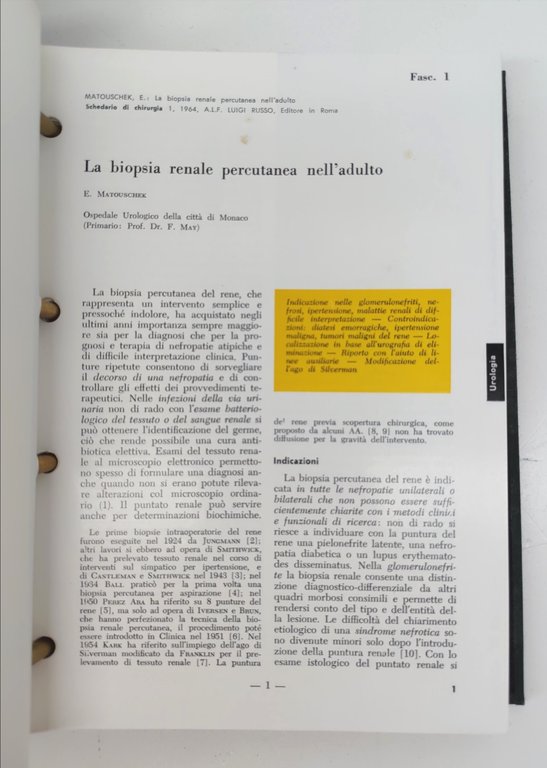 Fasc. 1
MATOUSCHEK, E.: La biopsia renale percutanea nell'adulto
Schedario di chirurgia 1, 1964, A.L.F. LUIGI RUSSO, Editore in Roma
La biopsia renale percutanea nell'adulto
E. MATOUSCHEK
Ospedale Urologico della città di Monaco
(Primario: Prof. Dr. F. MAY)
La biopsia percutanea del rene, che
rappresenta un intervento semplice e
pressoché indolore, ha acquistato negli
ultimi anni importanza sempre maggio-
re sia per la diagnosi che per la pro-
gnosi e terapia di nefropatie atipiche e
di difficile interpretazione clinica. Pun-
ture ripetute consentono di sorvegliare
il decorso di una nefropatia e di con-
trollare gli effetti dei provvedimenti te-
rapeutici. Nelle infezioni della via uri-
naria non di rado con l'esame batterio-
logico del tessuto o del sangue renale si
può ottenere l'identificazione del germe,
ciò che rende possibile una cura anti-
biotica elettiva. Esami del tessuto rena-
le al microscopio elettronico permetto-
no spesso di formulare una diagnosi an-
che quando non si erano potute rileva-
re alterazioni col microscopio ordina-
rio (1). Il puntato renale può servire
anche per determinazioni biochimiche.
Le prime biopsie intraoperatorie del rene
furono eseguite nel 1924 da JUNGMANN [2];
altri lavori si ebbero ad opera di SMITHWICK,
che ha prelevato tessuto renale nel corso di
interventi sul simpatico per ipertensione, e
di CASTLEMAN e SMITHWICK nel 1943 [3]; nel
1934 BALL praticò per la prima volta una
biopsia percutanea per aspirazione [4]; nel
1950 PEREZ ARA ha riferito su 8 punture del
rene [5], ma solo ad opera di IVERSEN e BRUN,
che hanno perfezionato la tecnica della bio-
psia renale percutanea, il procedimento poté
essere introdotto in Clinica nel 1951 [6]. Nel
1954 KARK ha riferito sull'impiego dell'ago di
Silverman modificato da FRANKLIN per il pre-
levamento di tessuto renale [7]. La puntura
Indicazione nelle glomerulonefriti, ne-
frosi, ipertensione, malattie renali di dif-
ficile interpretazione — Controindica-
zioni: diatesi emorragiche, ipertensione
maligna, tumori maligni del rene — Lo-
calizzazione in base all'urografia di eli-
minazione — Riporto con l'aiuto di li-
nee ausiliarie — Modificazione del-
l'ago di Silverman
del rene previa scopertura chirurgica, come
proposto da alcuni AA. [8, 9] non ha trovato
diffusione per la gravità dell'intervento.
Indicazioni
La biopsia percutanea del rene è indi-
cata in tutte le nefropatie unilaterali o
bilaterali che non possono essere suffi-
cientemente chiarite con i metodi clinici
e funzionali di ricerca: non di rado si
riesce a individuare con la puntura del
rene una pielonefrite latente, una nefro-
patia diabetica o un lupus erythemato-
des disseminatus. Nella glomerulonefri-
te la biopsia renale consente una distin-
zione diagnostico-differenziale da altri
quadri morbosi consimili e permette di
rendersi conto del tipo e dell'entità del-
la lesione. Le difficoltà del chiarimento
etiologico di una sindrome nefrotica so-
no divenute minori solo dopo l'introdu-
zione della puntura renale [10]. Con lo
esame istologico del puntato renale si
Urologia
— 1 —
1